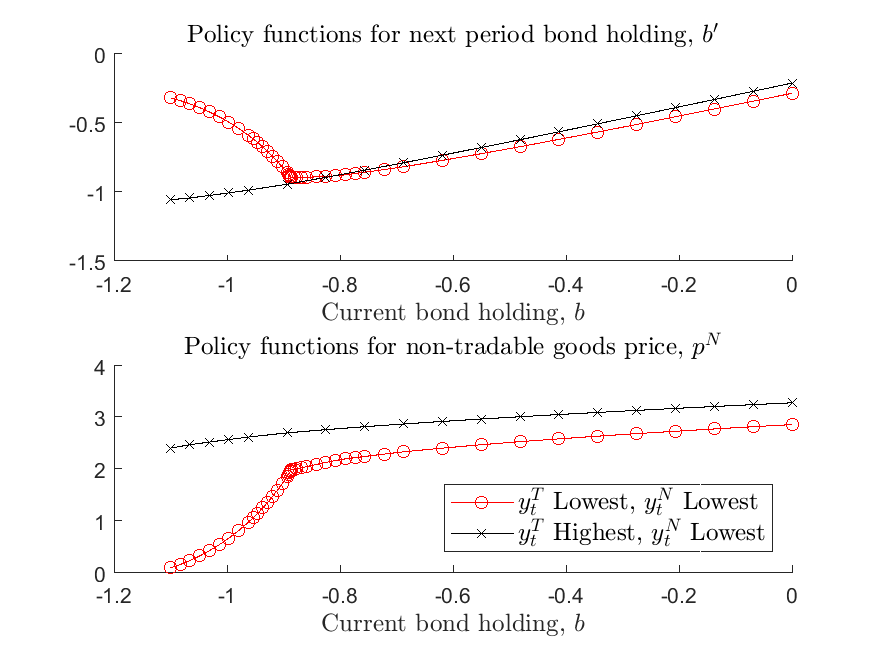 Policy functions for next period bond holding, b′
0
-0.5
-1
-1.5
-1.2 -1 -0.8 -0.6 -0.4 -0.2 0
Current bond holding, b
Policy functions for non-tradable goods price, p^N
4
3
2
1
0
y_t^T Lowest, y_t^N Lowest
y_t^T Highest, y_t^N Lowest
-1.2 -1 -0.8 -0.6 -0.4 -0.2 0
Current bond holding, b